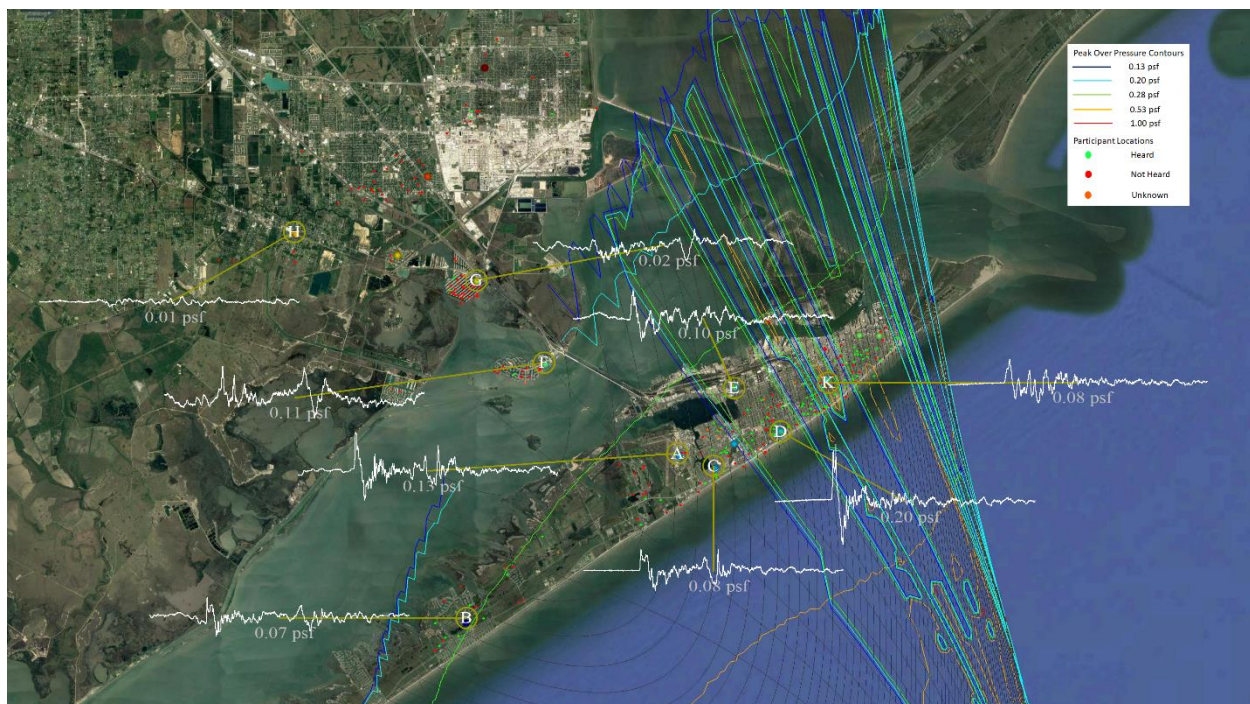 Peak Over Pressure Contours
0.13 psf
0.20 psf
0.28 psf
0.53 psf
1.00 psf
Participant Locations
Heard
Not Heard
Unknown
H
0.01 psf
G
0.02 psf
0.10 psf
F
0.11 psf
E
K
0.08 psf
D
0.20 psf
A
0.13 psf
C
0.08 psf
B
0.07 psf